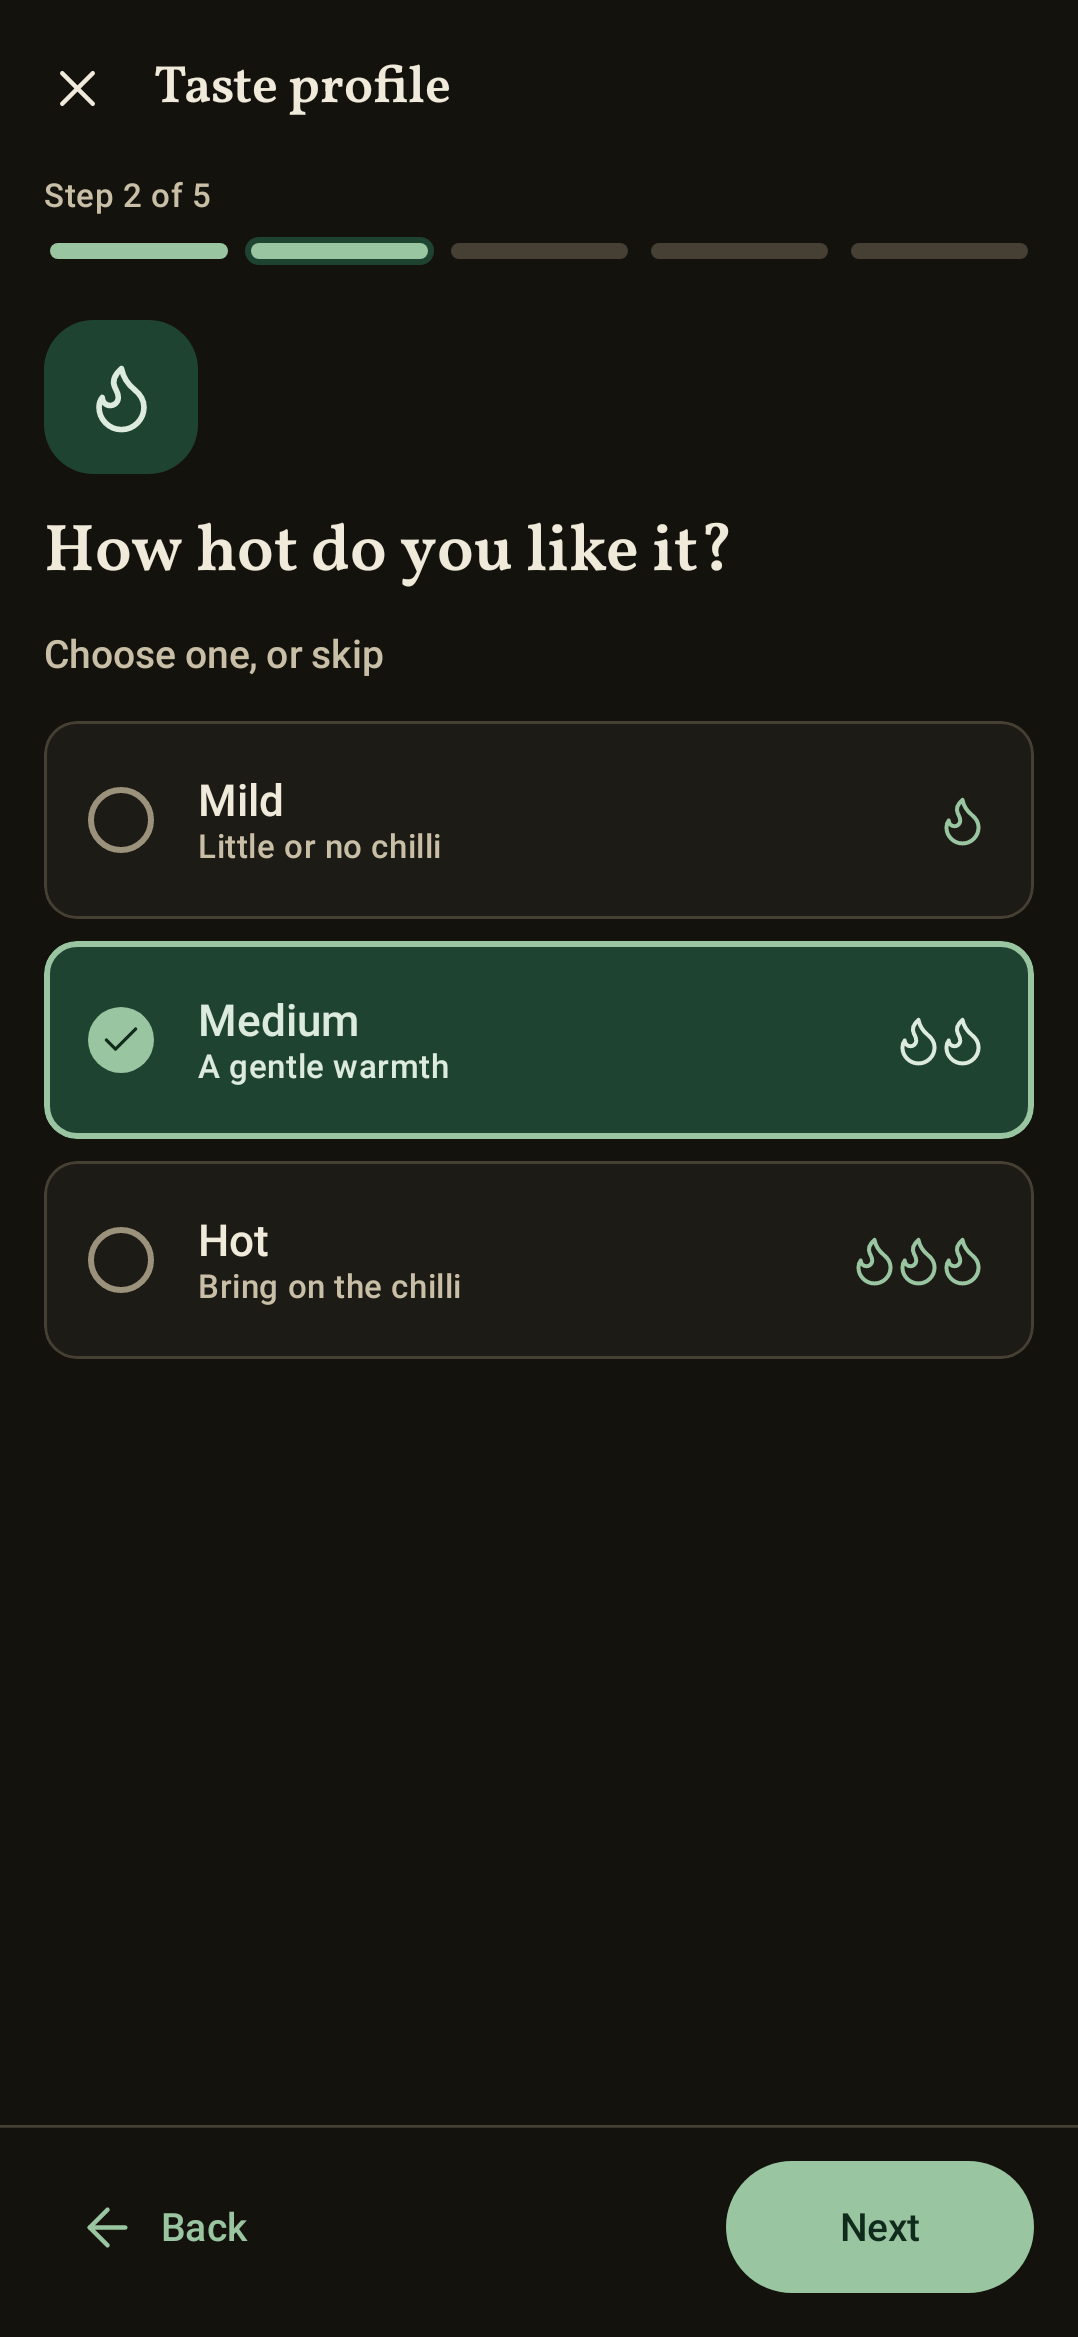 Taste profile
Step 2 of 5
How hot do you like it?
Choose one, or skip
Mild
Little or no chilli
Medium
A gentle warmth
Hot
Bring on the chilli
Back
Next